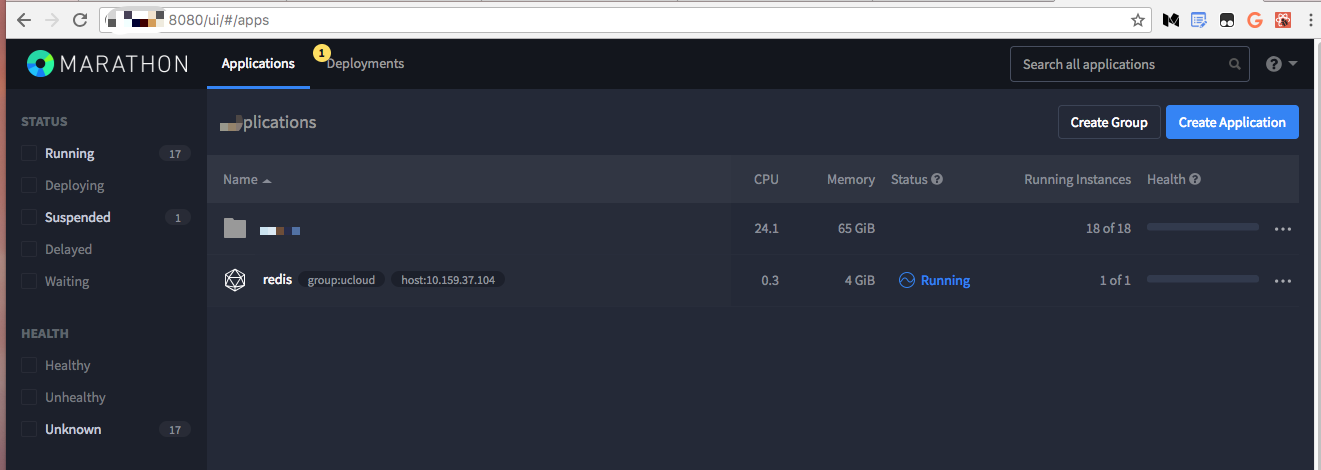 8080/ui/#/apps
MARATHON
Applications
1
Deployments
Search all applications
STATUS
Running 17
Deploying
Suspended 1
Delayed
Waiting
HEALTH
Healthy
Unhealthy
Unknown 17
plications
Create Group
Create Application
Name CPU Memory Status Running Instances Health
24.1 65 GiB 18 of 18
redis group:ucloud host:10.159.37.104 0.3 4 GiB Running 1 of 1